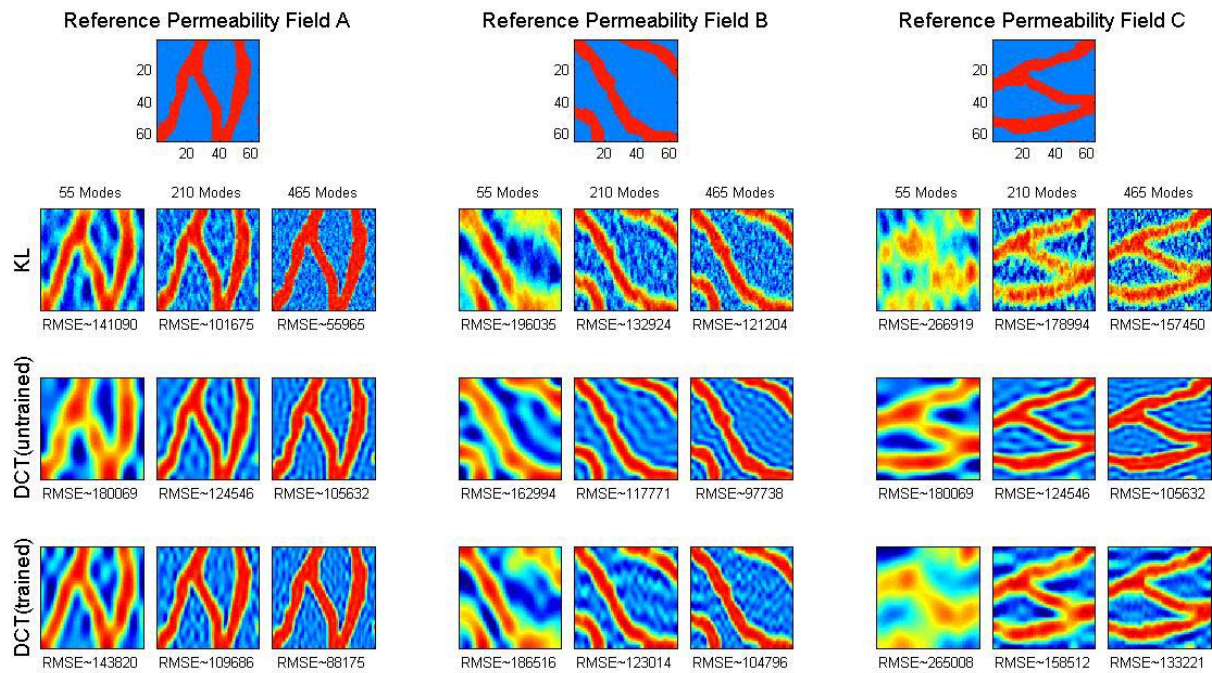 Reference Permeability Field A
Reference Permeability Field B
Reference Permeability Field C
20
40
60
20 40 60
20
40
60
20 40 60
20
40
60
20 40 60
55 Modes 210 Modes 465 Modes
55 Modes 210 Modes 465 Modes
55 Modes 210 Modes 465 Modes
KL
RMSE~141090 RMSE~101675 RMSE~55965
RMSE~196035 RMSE~132924 RMSE~121204
RMSE~266919 RMSE~178994 RMSE~157450
DCT(untrained)
RMSE~180069 RMSE~124546 RMSE~105632
RMSE~162994 RMSE~117771 RMSE~97738
RMSE~180069 RMSE~124546 RMSE~105632
DCT(trained)
RMSE~143820 RMSE~109686 RMSE~88175
RMSE~186516 RMSE~123014 RMSE~104796
RMSE~265008 RMSE~158512 RMSE~133221